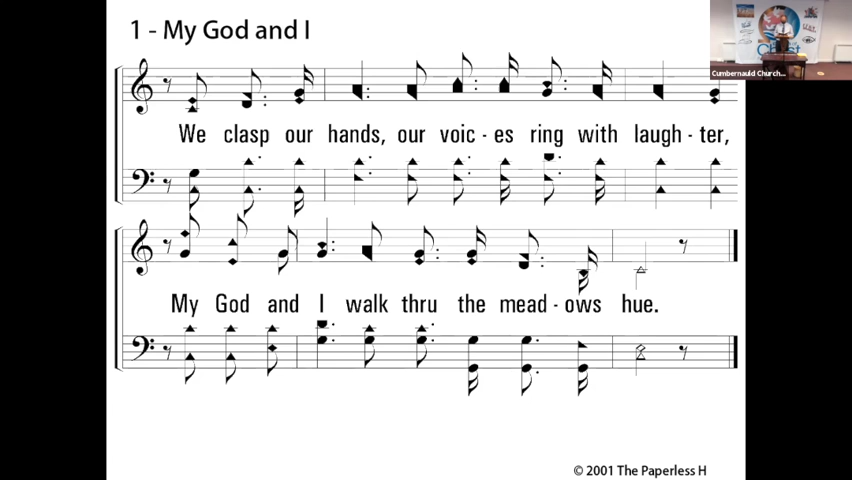 1 - My God and I
Cumbernauld Church...
We clasp our hands, our voic - es ring with laugh - ter,
My God and I walk thru the mead - ows hue.
© 2001 The Paperless H